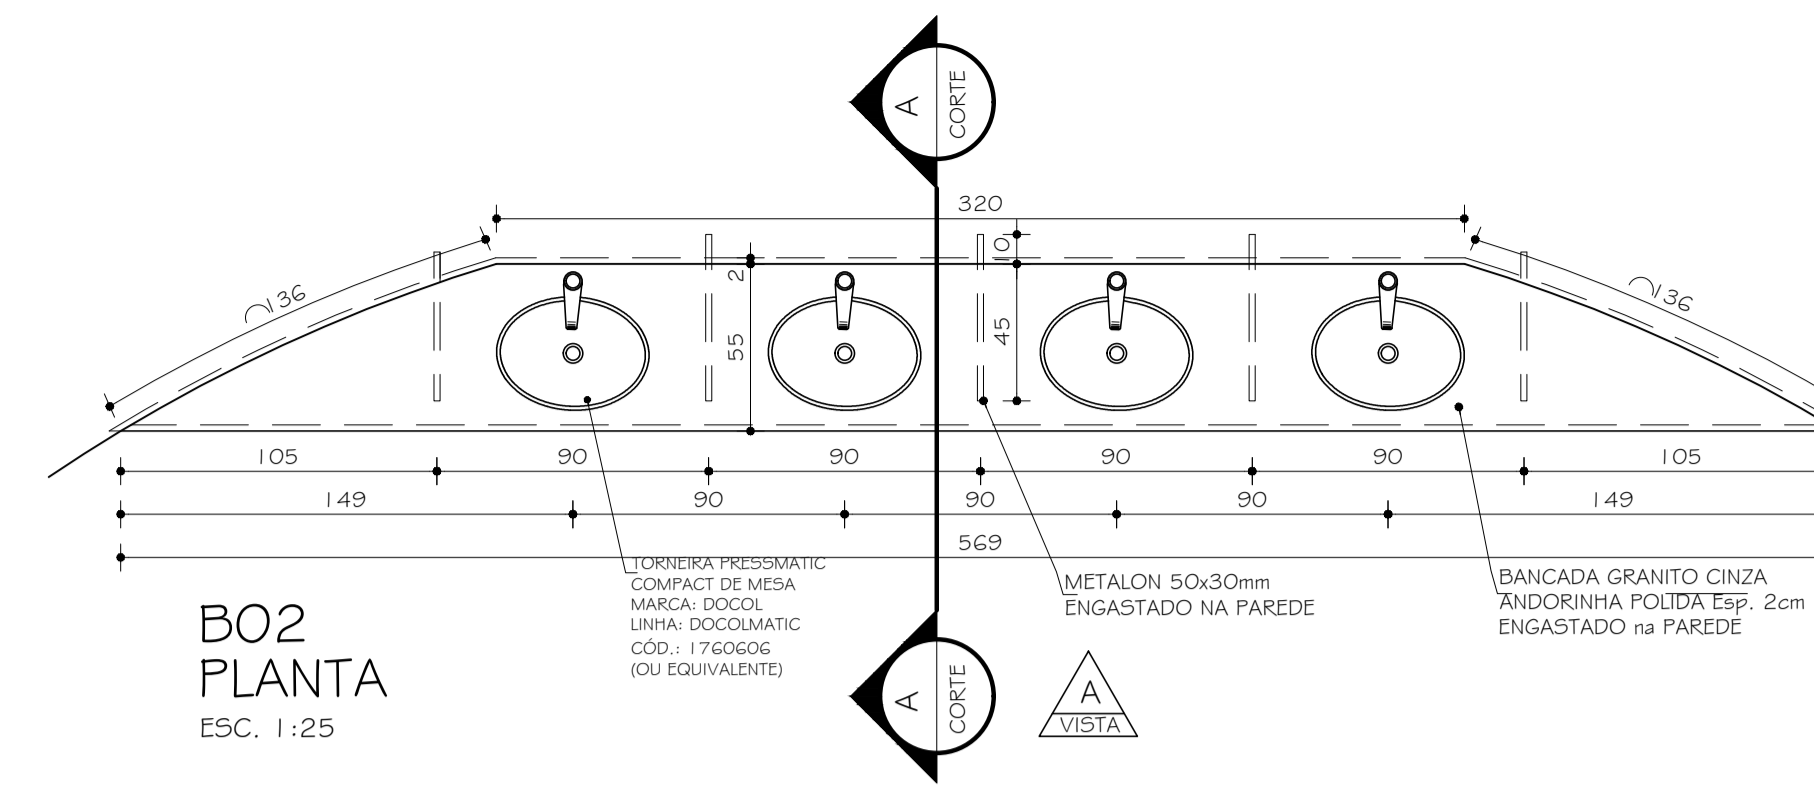 A
CORTE
320
136
136
10
2
55
45
105
90
90
90
90
105
149
90
90
90
149
569
TORNEIRA PRESSMATIC
COMPACT DE MESA
MARCA: DOCOL
LINHA: DOCOLMATIC
CÓD.: 1760606
(OU EQUIVALENTE)
METALON 50x30mm
ENGASTADO NA PAREDE
BANCADA GRANITO CINZA
ANDORINHA POLIDA Esp. 2cm
ENGASTADO na PAREDE
B02
PLANTA
ESC. 1:25
A
CORTE
A
VISTA